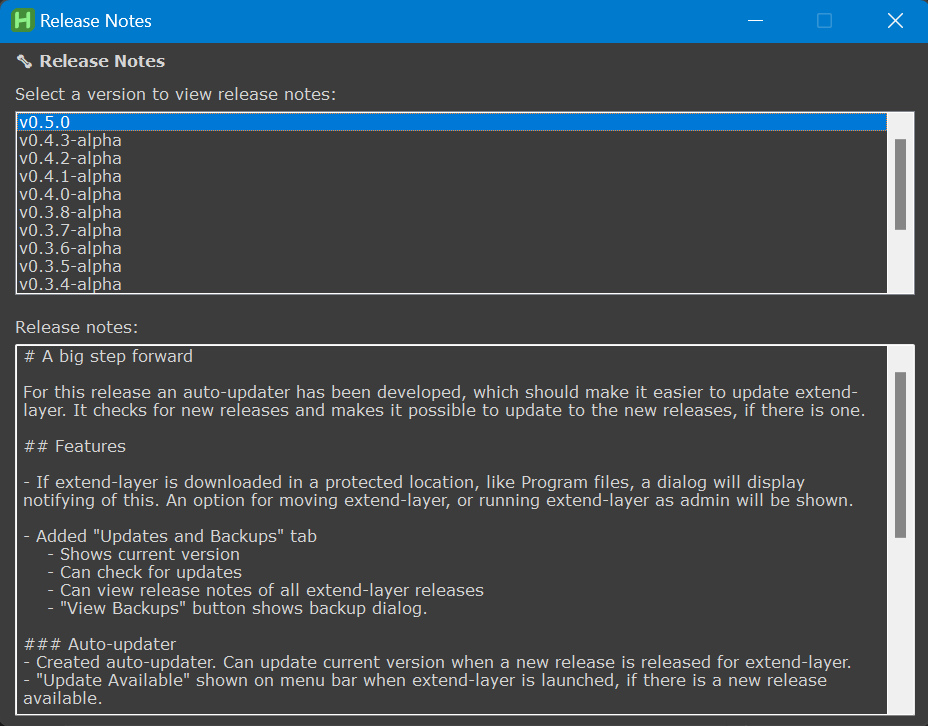 H Release Notes
Release Notes
Select a version to view release notes:
v0.5.0
v0.4.3-alpha
v0.4.2-alpha
v0.4.1-alpha
v0.4.0-alpha
v0.3.8-alpha
v0.3.7-alpha
v0.3.6-alpha
v0.3.5-alpha
v0.3.4-alpha
Release notes:
# A big step forward
For this release an auto-updater has been developed, which should make it easier to update extend-
layer. It checks for new releases and makes it possible to update to the new releases, if there is one.
## Features
- If extend-layer is downloaded in a protected location, like Program files, a dialog will display
notifying of this. An option for moving extend-layer, or running extend-layer as admin will be shown.
- Added "Updates and Backups" tab
- Shows current version
- Can check for updates
- Can view release notes of all extend-layer releases
- "View Backups" button shows backup dialog.
### Auto-updater
- Created auto-updater. Can update current version when a new release is released for extend-layer.
- "Update Available" shown on menu bar when extend-layer is launched, if there is a new release
available.